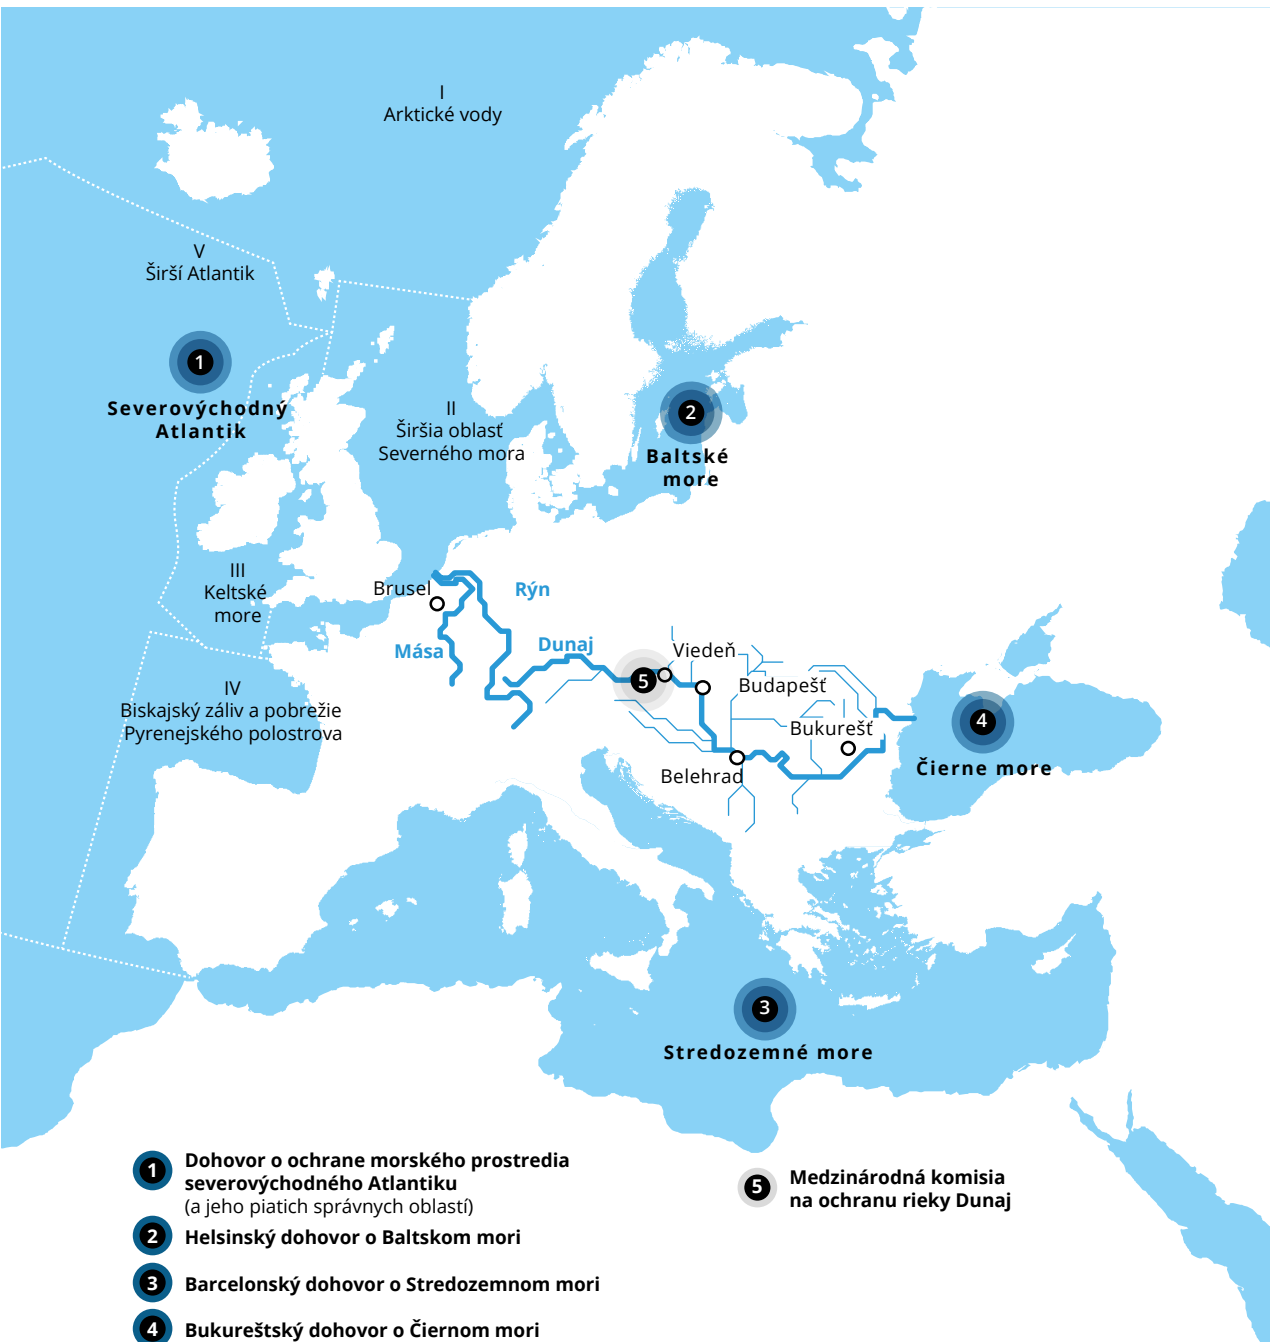 I
Arktické vody
V
Širší Atlantik
1
Severovýchodný
Atlantik
II
Širšia oblasť
Severného mora
2
Baltské
more
III
Keltské
more
Brusel
Rýn
Mása
Dunaj
Viedeň
5
Budapešť
IV
Biskajský záliv a pobrežie
Pyrenejského polostrova
Bukurešť
4
Čierne more
Belehrad
3
Stredozemné more
1 Dohovor o ochrane morského prostredia
severovýchodného Atlantiku
(a jeho piatich správnych oblastí)
2 Helsinský dohovor o Baltskom mori
3 Barcelonský dohovor o Stredozemnom mori
4 Bukureštský dohovor o Čiernom mori
5 Medzinárodná komisia
na ochranu rieky Dunaj